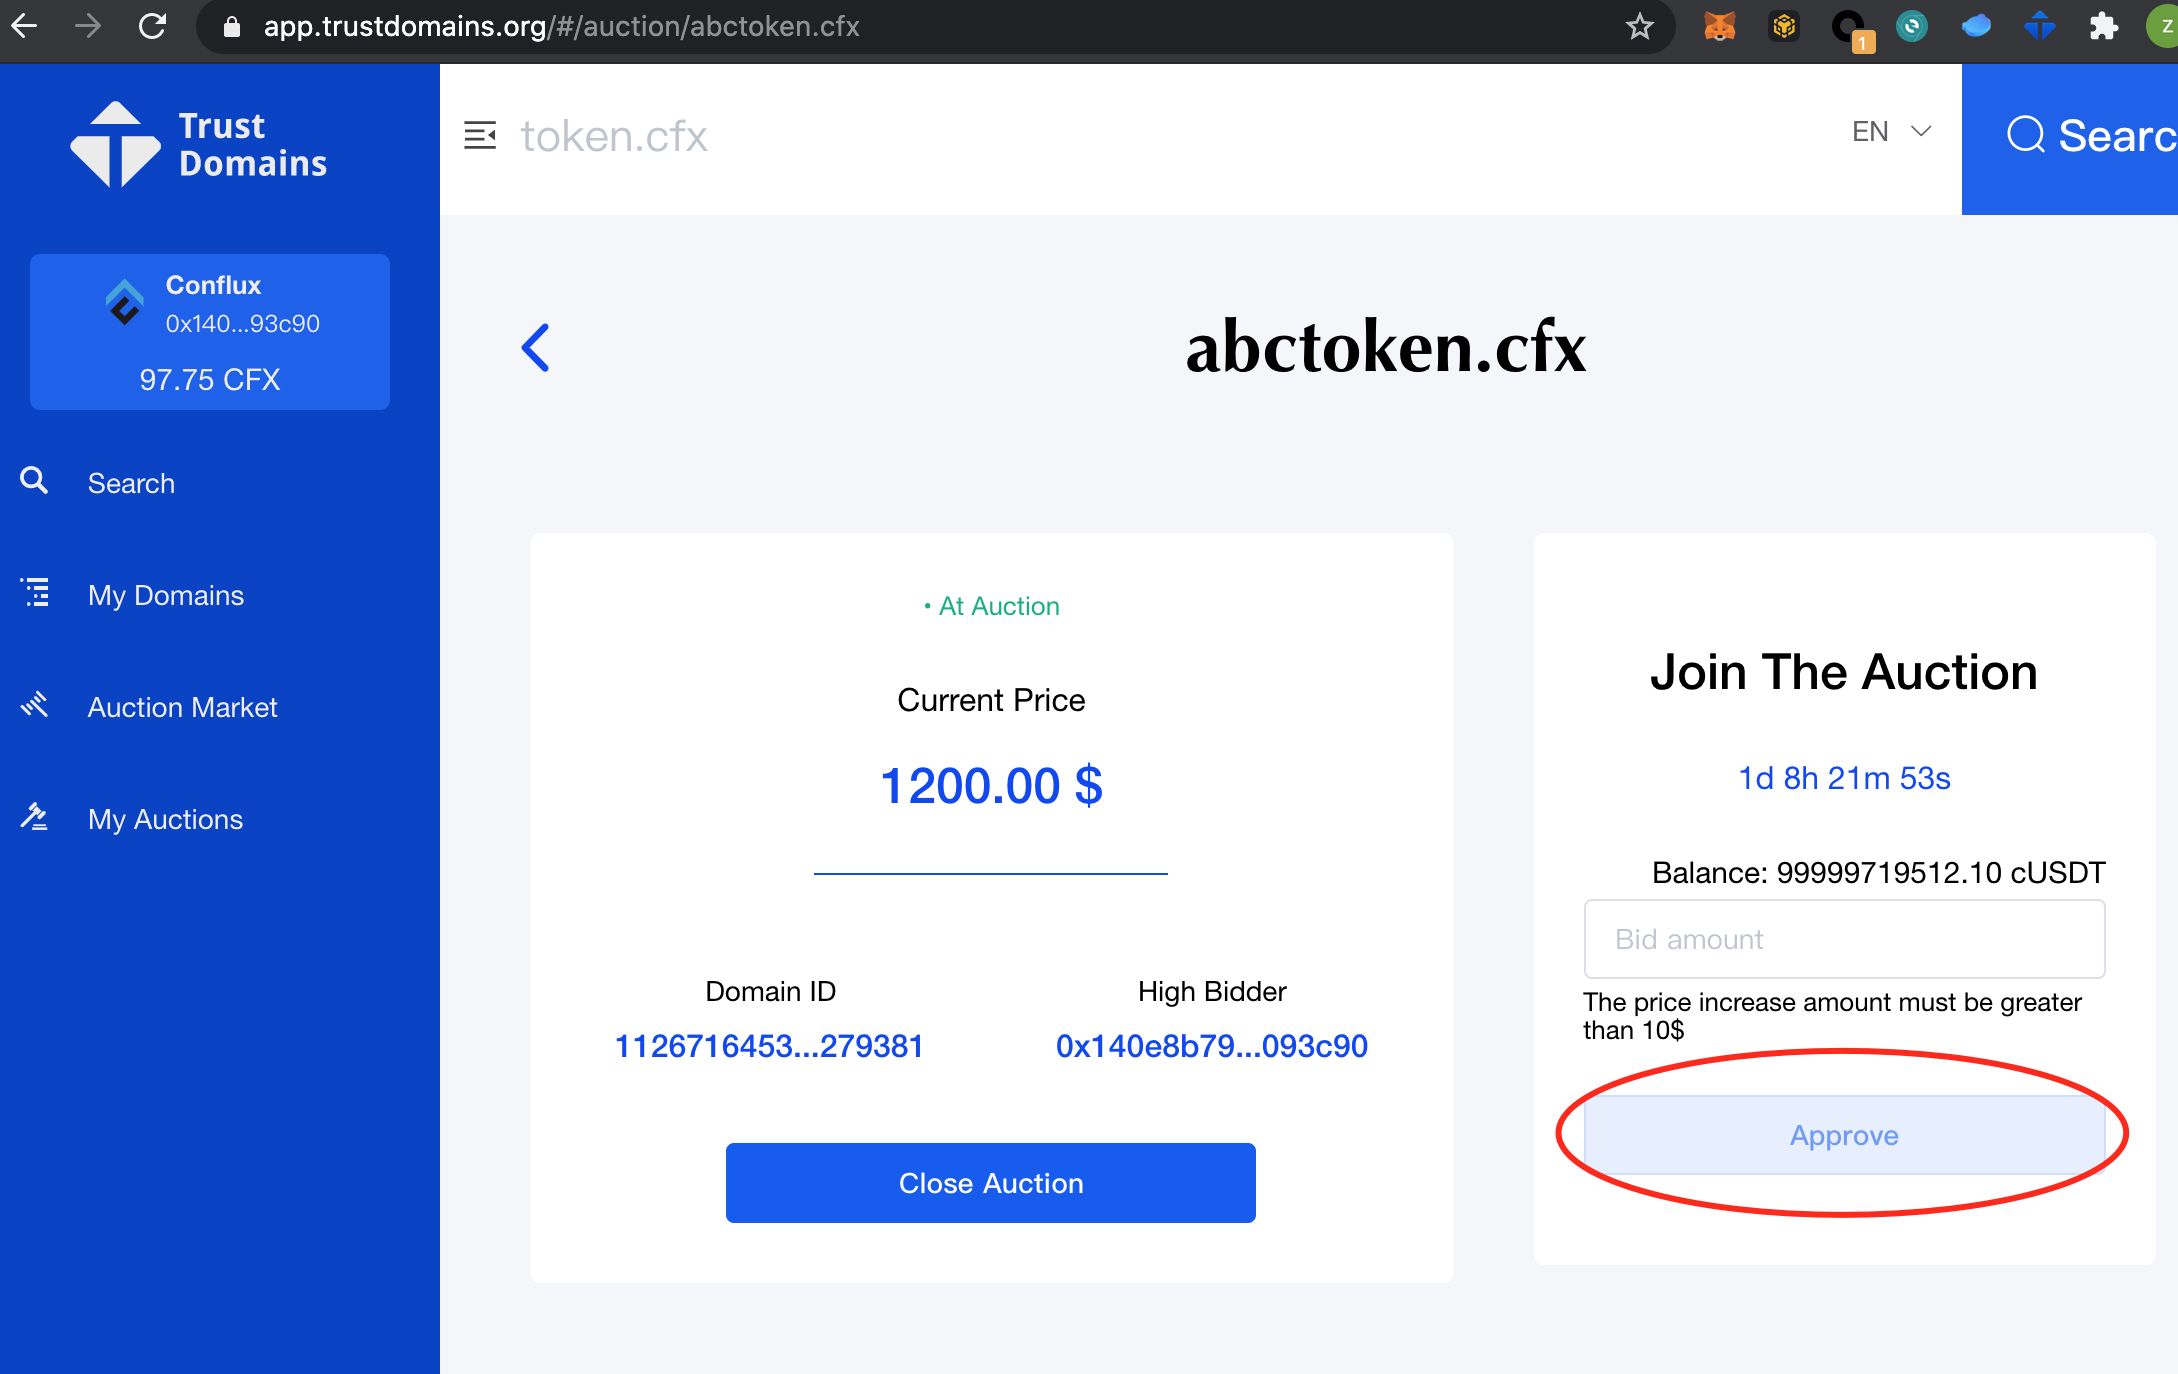 app.trustdomains.org/#/auction/abctoken.cfx
1
Z
Trust
Domains
token.cfx
EN
Searc
Conflux
0x140...93c90
97.75 CFX
Search
My Domains
Auction Market
My Auctions
abctoken.cfx
• At Auction
Current Price
1200.00 $
Domain ID
High Bidder
1126716453...279381
0x140e8b79...093c90
Close Auction
Join The Auction
1d 8h 21m 53s
Balance: 99999719512.10 cUSDT
Bid amount
The price increase amount must be greater
than 10$
Approve